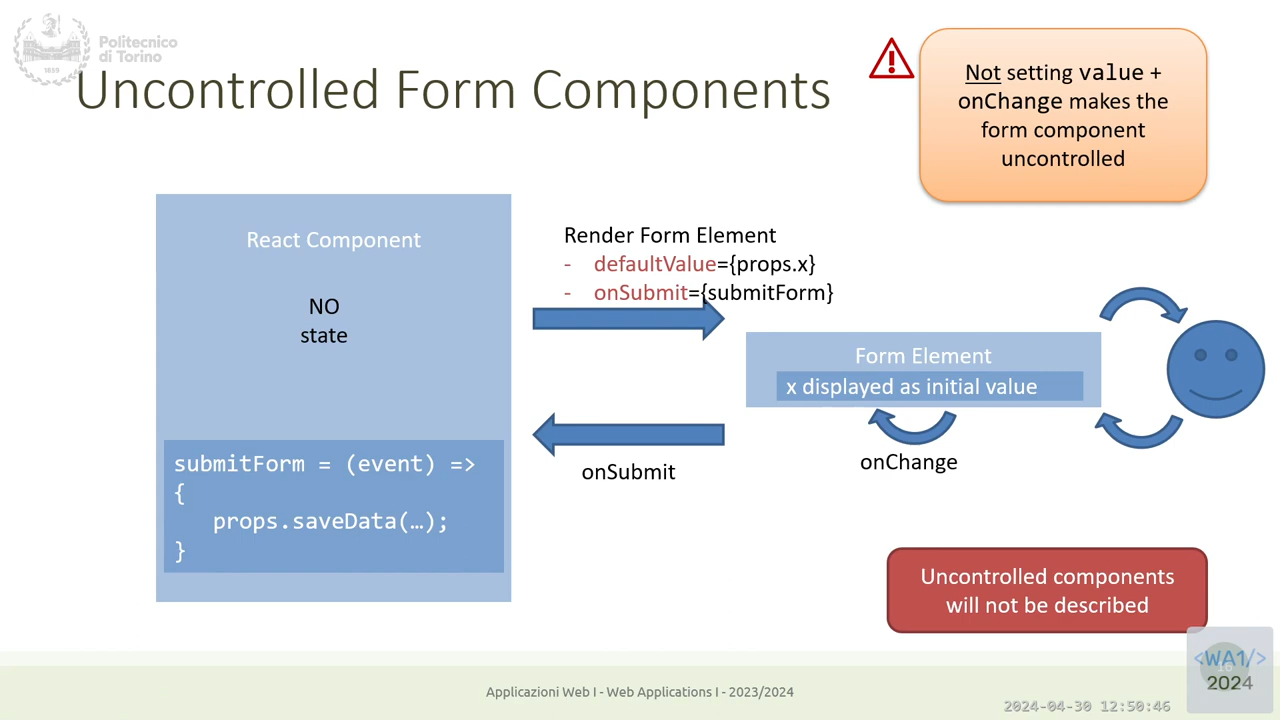 Politecnico
di Torino
1859
Uncontrolled Form Components
Not setting value +
onChange makes the
form component
uncontrolled
React Component
NO
state
submitForm = (event) =>
{
props.saveData(…);
}
Render Form Element
- defaultValue={props.x}
- onSubmit={submitForm}
onSubmit
Form Element
x displayed as initial value
onChange
Uncontrolled components
will not be described
Applicazioni Web I - Web Applications I - 2023/2024
<WA1/>
2024
2024-04-30 12:50:46